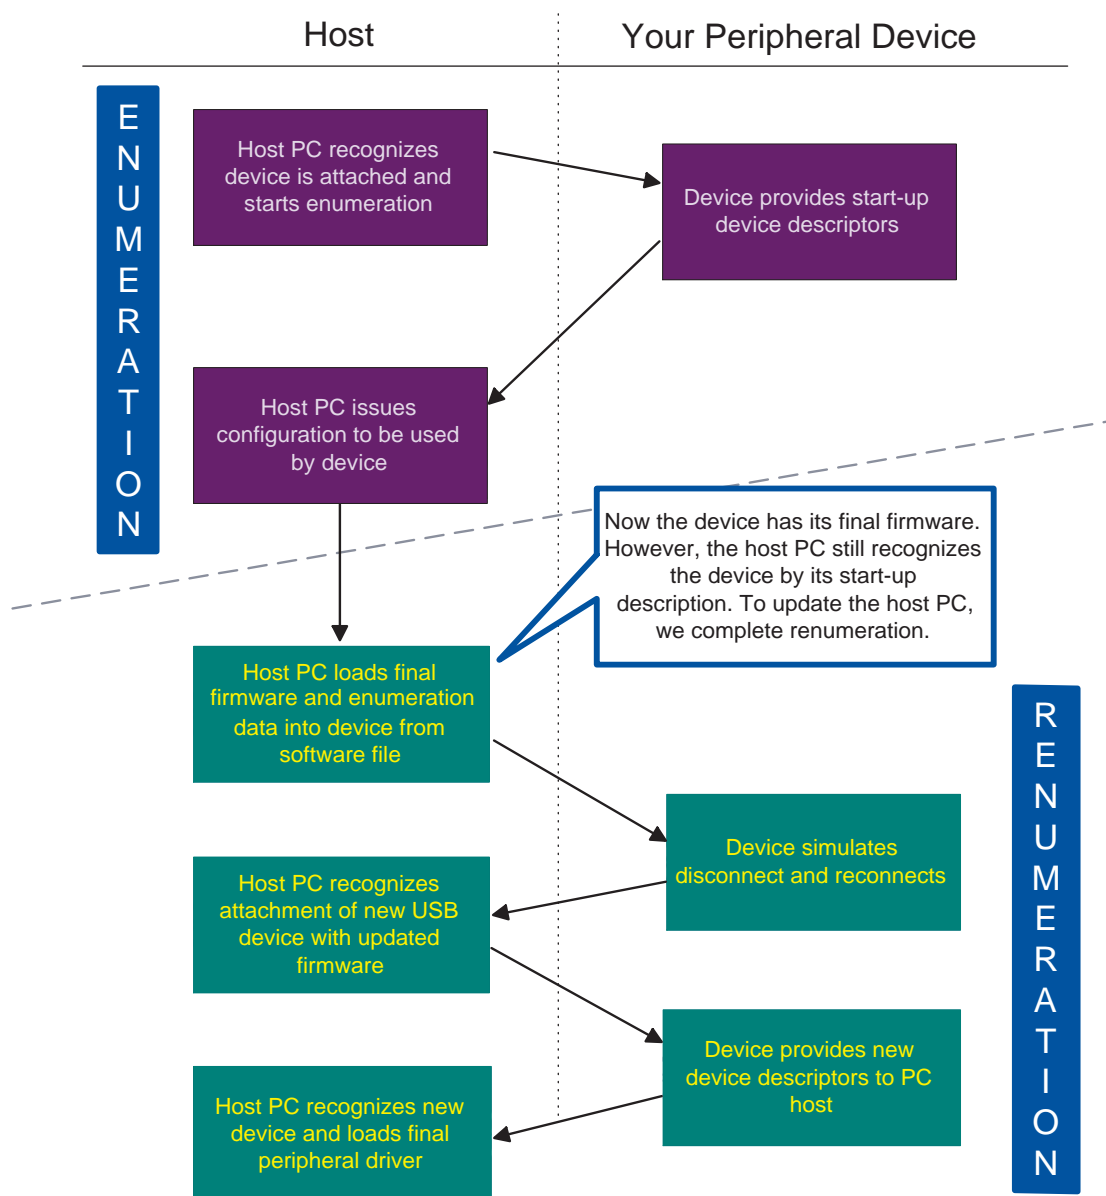 Host
Your Peripheral Device
ENUMERATION
Host PC recognizes
device is attached and
starts enumeration
Device provides start-up
device descriptors
Host PC issues
configuration to be used
by device
Now the device has its final firmware.
However, the host PC still recognizes
the device by its start-up
description. To update the host PC,
we complete renumeration.
Host PC loads final
firmware and enumeration
data into device from
software file
RENUMERATION
Device simulates
disconnect and reconnects
Host PC recognizes
attachment of new USB
device with updated
firmware
Device provides new
device descriptors to PC
host
Host PC recognizes new
device and loads final
peripheral driver